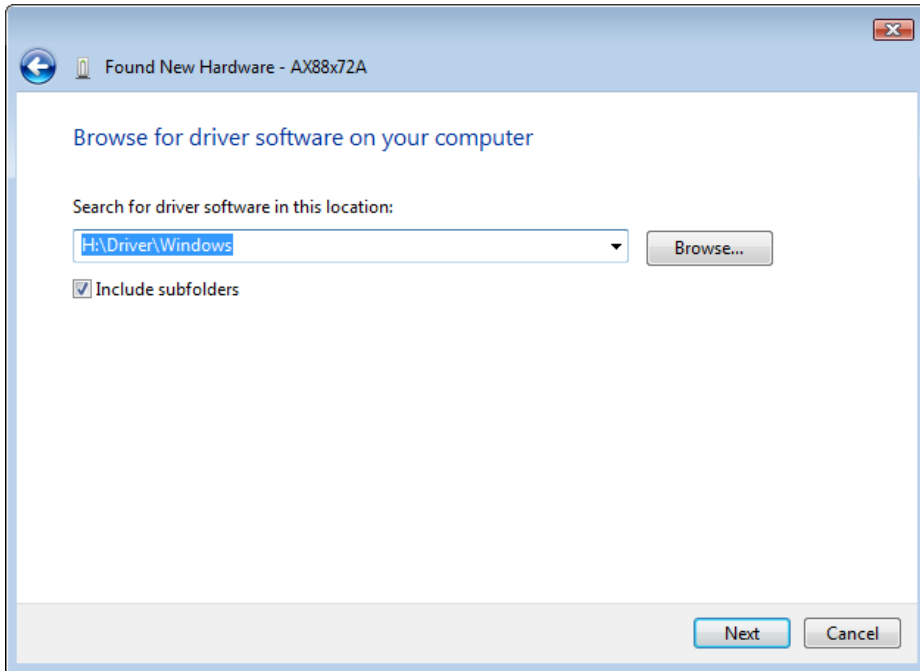 Found New Hardware - AX88x72A
Browse for driver software on your computer
Search for driver software in this location:
H:\Driver\Windows
Browse...
Include subfolders
Next
Cancel